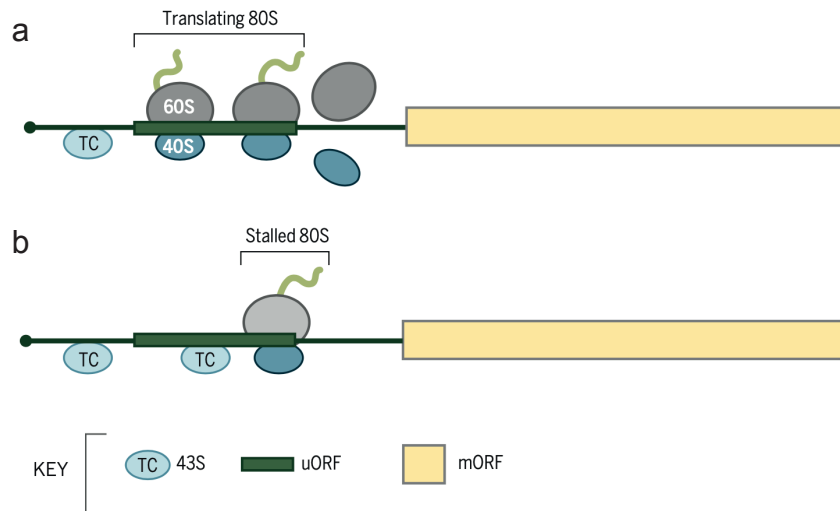 a
Translating 80S
60S
TC
40S
b
Stalled 80S
TC
TC
KEY
TC
43S
uORF
mORF